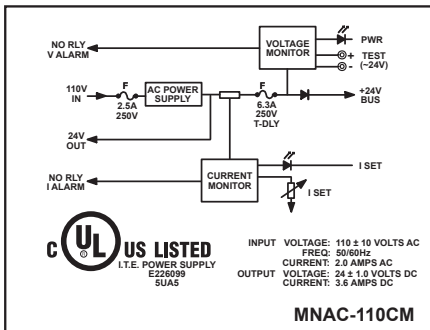 VOLTAGE
MONITOR
PWR
TEST
(~24V)
+
-
NO RLY
V ALARM
110V
IN
F
2.5A
250V
AC POWER
SUPPLY
F
6.3A
250V
T-DLY
+24V
BUS
24V
OUT
NO RLY
I ALARM
CURRENT
MONITOR
I SET
I SET
C UL ® US LISTED
I.T.E. POWER SUPPLY
E226099
5UA5
INPUT VOLTAGE: 110 ± 10 VOLTS AC
FREQ: 50/60Hz
CURRENT: 2.0 AMPS AC
OUTPUT VOLTAGE: 24 ± 1.0 VOLTS DC
CURRENT: 3.6 AMPS DC
MNAC-110CM